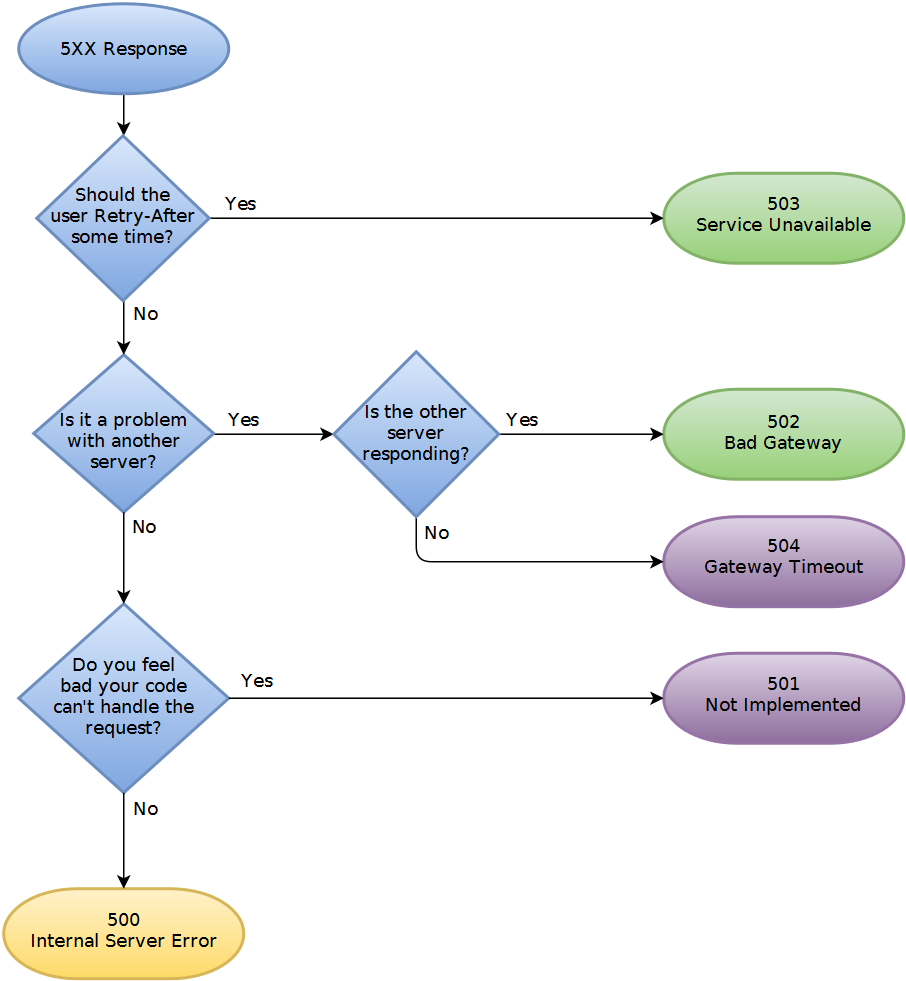 5XX Response
Should the
user Retry-After
some time?
Yes
503
Service Unavailable
No
Is it a problem
with another
server?
Yes
Is the other
server
responding?
Yes
502
Bad Gateway
No
504
Gateway Timeout
No
Do you feel
bad your code
can't handle the
request?
Yes
501
Not Implemented
No
500
Internal Server Error